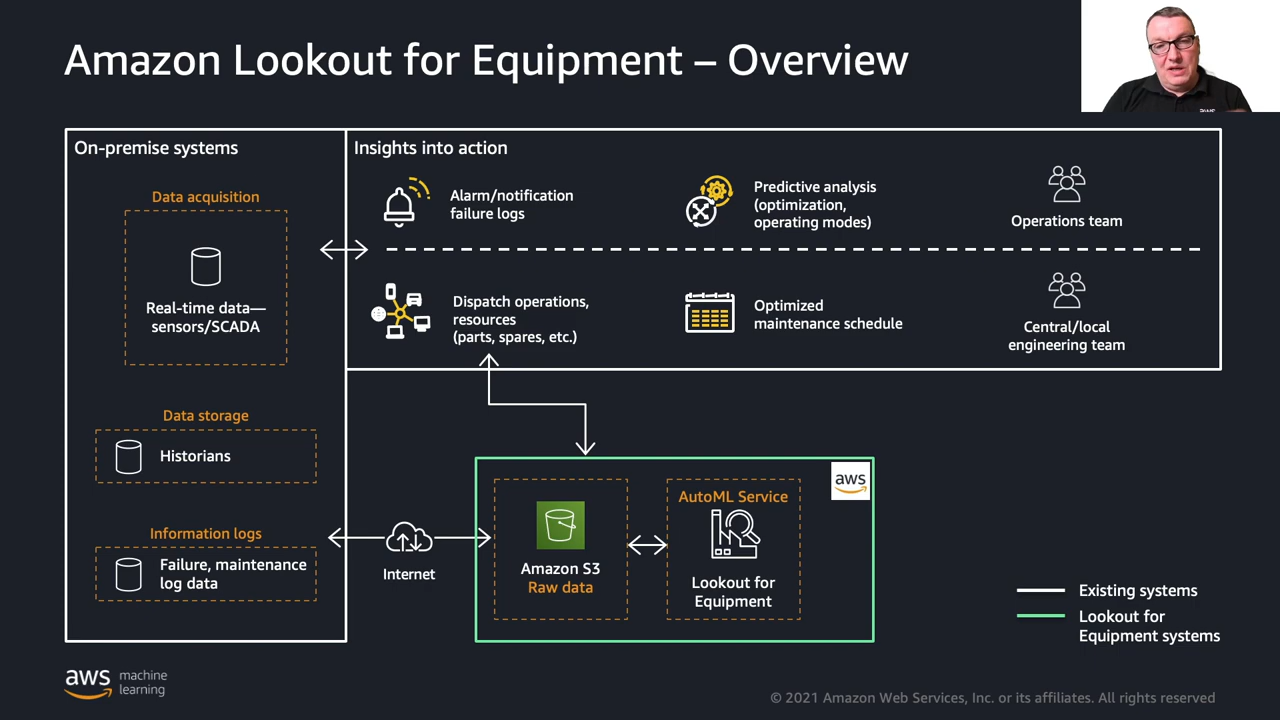 Amazon Lookout for Equipment – Overview
aws
On-premise systems
Data acquisition
Real-time data—
sensors/SCADA
Data storage
Historians
Information logs
Failure, maintenance
log data
Insights into action
Alarm/notification
failure logs
Predictive analysis
(optimization,
operating modes)
Operations team
Dispatch operations,
resources
(parts, spares, etc.)
Optimized
maintenance schedule
Central/local
engineering team
Internet
aws
Amazon S3
Raw data
AutoML Service
Lookout for
Equipment
Existing systems
Lookout for
Equipment systems
aws machine
learning
© 2021 Amazon Web Services, Inc. or its affiliates. All rights reserved